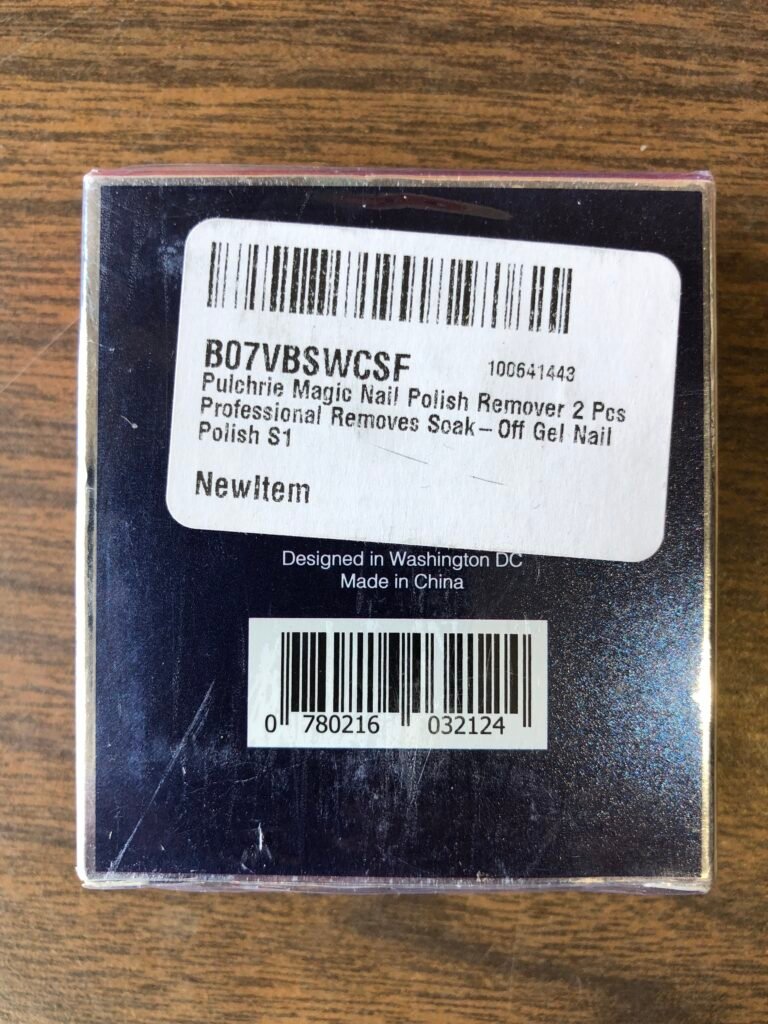 B07VBSWCSF 100641443
Pulchrie Magic Nail Polish Remover 2 Pcs
Professional Removes Soak-Off Gel Nail
Polish S1
NewItem
Designed in Washington DC
Made in China
0 780216 032124